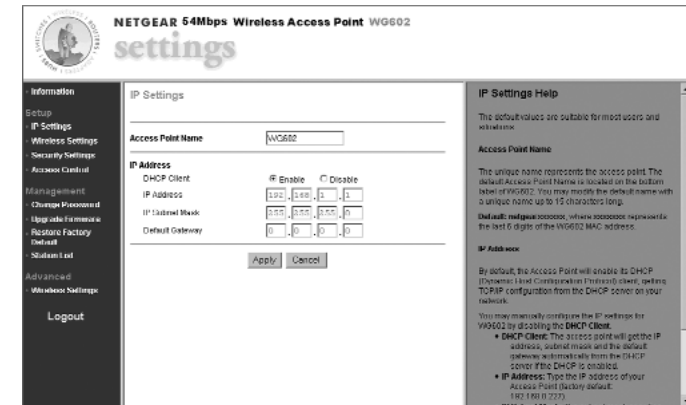 NETGEAR 54Mbps Wireless Access Point WG602
settings
Information
Setup
IP Settings
Wireless Settings
Security Settings
Access Control
Management
Change Password
Upgrade Firmware
Restore Factory
Default
Station List
Advanced
Wireless Settings
Logout
IP Settings
Access Point Name WG602
IP Address
DHCP Client Enable Disable
IP Address 192 . 168 . 1 . 1
IP Subnet Mask 255 . 255 . 255 . 0
Default Gateway 0 . 0 . 0 . 0
Apply Cancel
IP Settings Help
The default values are suitable for most users and
situations.
Access Point Name
The unique name represents the access point. The
default Access Point Name is located on the bottom
label of WG602. You may modify the default name with
a unique name up to 15 characters long.
Default: netgearxxxxxx, where xxxxxx represents
the last 6 digits of the WG602 MAC address.
IP Address
By default, the Access Point will enable its DHCP
(Dynamic Host Configuration Protocol) client, getting
TCP/IP configuration from the DHCP server on your
network.
You may manually configure the IP settings for
WG602 by disabling the DHCP Client.
• DHCP Client: The access point will get the IP
address, subnet mask and the default
gateway automatically from the DHCP
server if the DHCP is enabled.
• IP Address: Type the IP address of your
Access Point (factory default:
192.168.0.227).